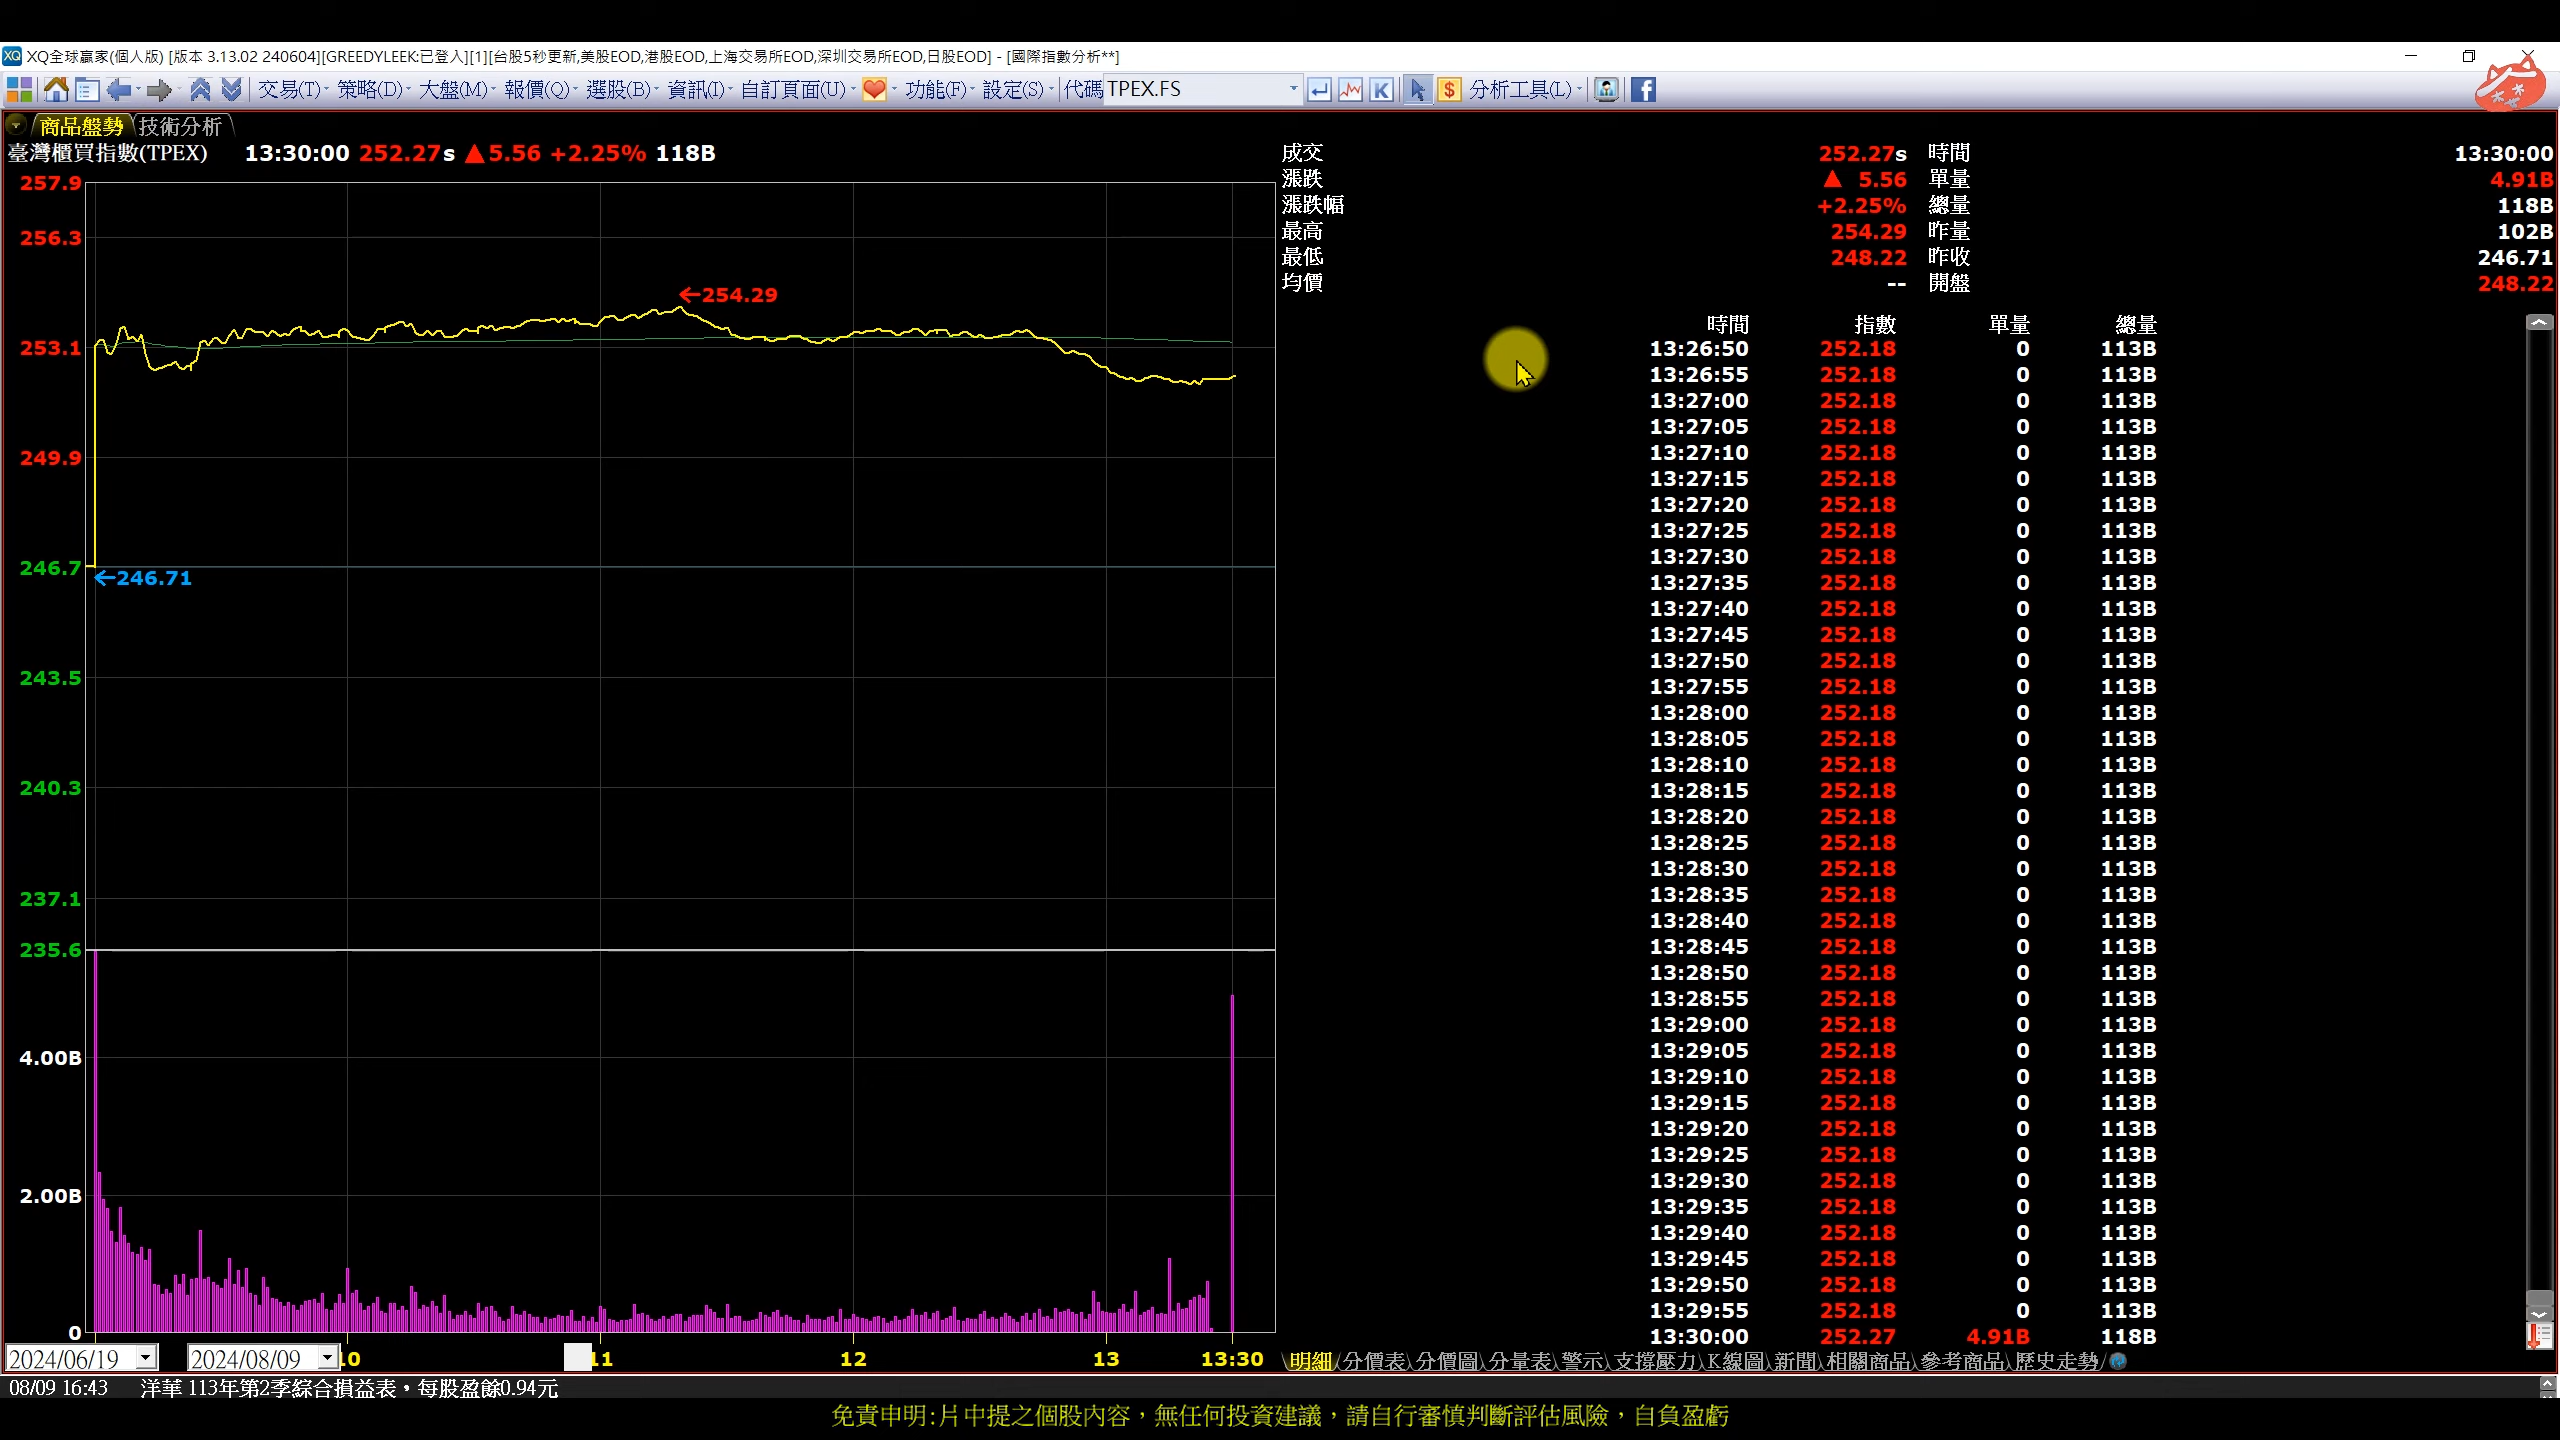 XQ全球贏家(個人版) [版本 3.13.02 240604][GREEDYLEEK:已登入][1][台股5秒更新,美股EOD,港股EOD,上海交易所EOD,深圳交易所EOD,日股EOD] - [國際指數分析**]
交易(T) 策略(D) 大盤(M) 報價(Q) 選股(B) 資訊(I) 自訂頁面(U) 功能(F) 設定(S) 代碼 TPEX.FS K $ 分析工具(L) f
商品盤勢 技術分析
臺灣櫃買指數(TPEX) 13:30:00 252.27s ▲5.56 +2.25% 118B
257.9
256.3
←254.29
253.1
249.9
246.7
←246.71
243.5
240.3
237.1
235.6
4.00B
2.00B
0
2024/06/19 2024/08/09 10 11 12 13 13:30
成交 252.27s 時間 13:30:00
漲跌 ▲ 5.56 單量 4.91B
漲跌幅 +2.25% 總量 118B
最高 254.29 昨量 102B
最低 248.22 昨收 246.71
均價 -- 開盤 248.22
時間 指數 單量 總量
13:26:50 252.18 0 113B
13:26:55 252.18 0 113B
13:27:00 252.18 0 113B
13:27:05 252.18 0 113B
13:27:10 252.18 0 113B
13:27:15 252.18 0 113B
13:27:20 252.18 0 113B
13:27:25 252.18 0 113B
13:27:30 252.18 0 113B
13:27:35 252.18 0 113B
13:27:40 252.18 0 113B
13:27:45 252.18 0 113B
13:27:50 252.18 0 113B
13:27:55 252.18 0 113B
13:28:00 252.18 0 113B
13:28:05 252.18 0 113B
13:28:10 252.18 0 113B
13:28:15 252.18 0 113B
13:28:20 252.18 0 113B
13:28:25 252.18 0 113B
13:28:30 252.18 0 113B
13:28:35 252.18 0 113B
13:28:40 252.18 0 113B
13:28:45 252.18 0 113B
13:28:50 252.18 0 113B
13:28:55 252.18 0 113B
13:29:00 252.18 0 113B
13:29:05 252.18 0 113B
13:29:10 252.18 0 113B
13:29:15 252.18 0 113B
13:29:20 252.18 0 113B
13:29:25 252.18 0 113B
13:29:30 252.18 0 113B
13:29:35 252.18 0 113B
13:29:40 252.18 0 113B
13:29:45 252.18 0 113B
13:29:50 252.18 0 113B
13:29:55 252.18 0 113B
13:30:00 252.27 4.91B 118B
明細 分價表 分價圖 分量表 警示 支撐壓力 K線圖 新聞 相關商品 參考商品 歷史走勢
08/09 16:43 洋華 113年第2季綜合損益表，每股盈餘0.94元
免責申明:片中提之個股內容，無任何投資建議，請自行審慎判斷評估風險，自負盈虧